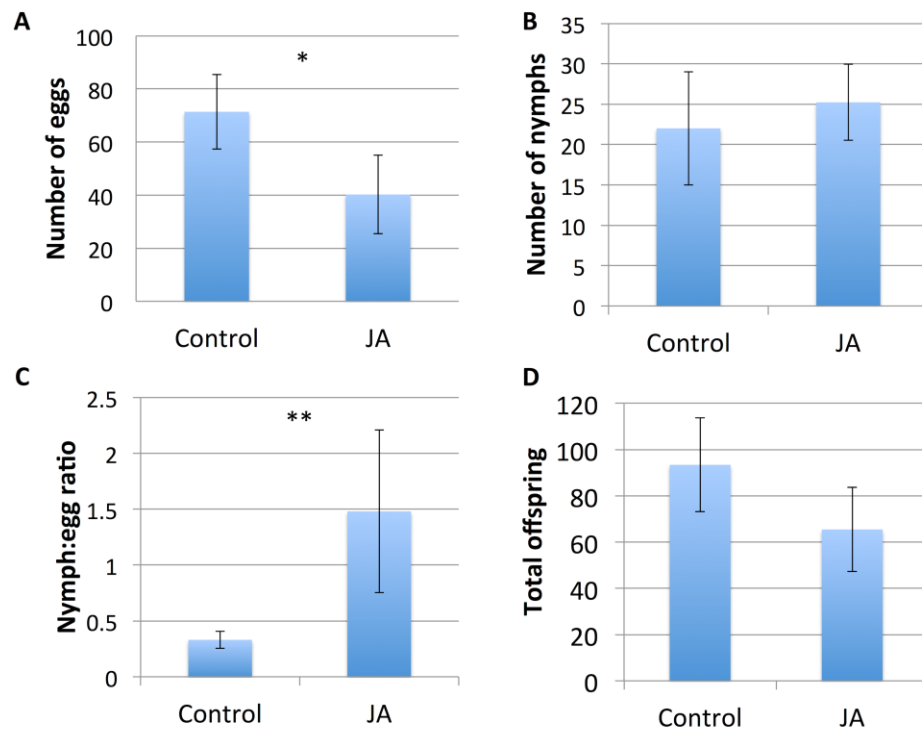 A
Number of eggs
100
80
60
40
20
0
*
Control JA
B
Number of nymphs
35
30
25
20
15
10
5
0
Control JA
C
Nymph:egg ratio
2.5
2
1.5
1
0.5
0
**
Control JA
D
Total offspring
120
100
80
60
40
20
0
Control JA